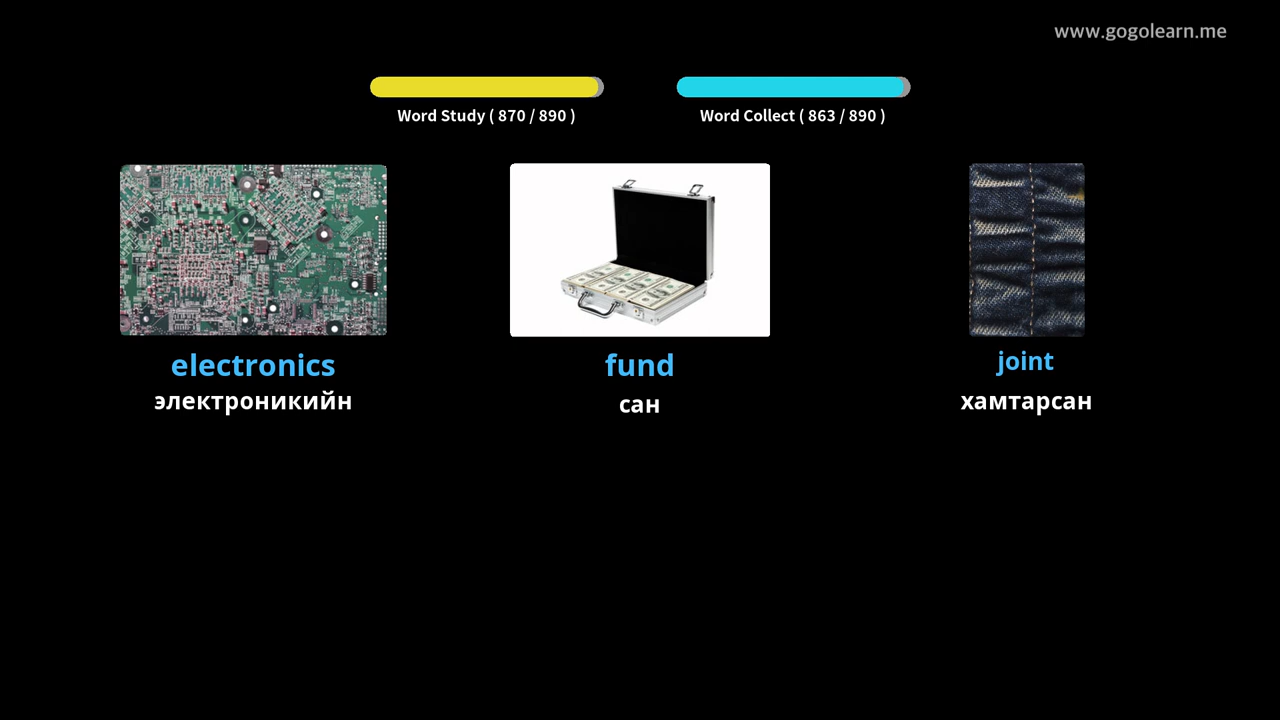 www.gogolearn.me
Word Study ( 870 / 890 )
Word Collect ( 863 / 890 )
electronics
электроникийн
fund
сан
joint
хамтарсан